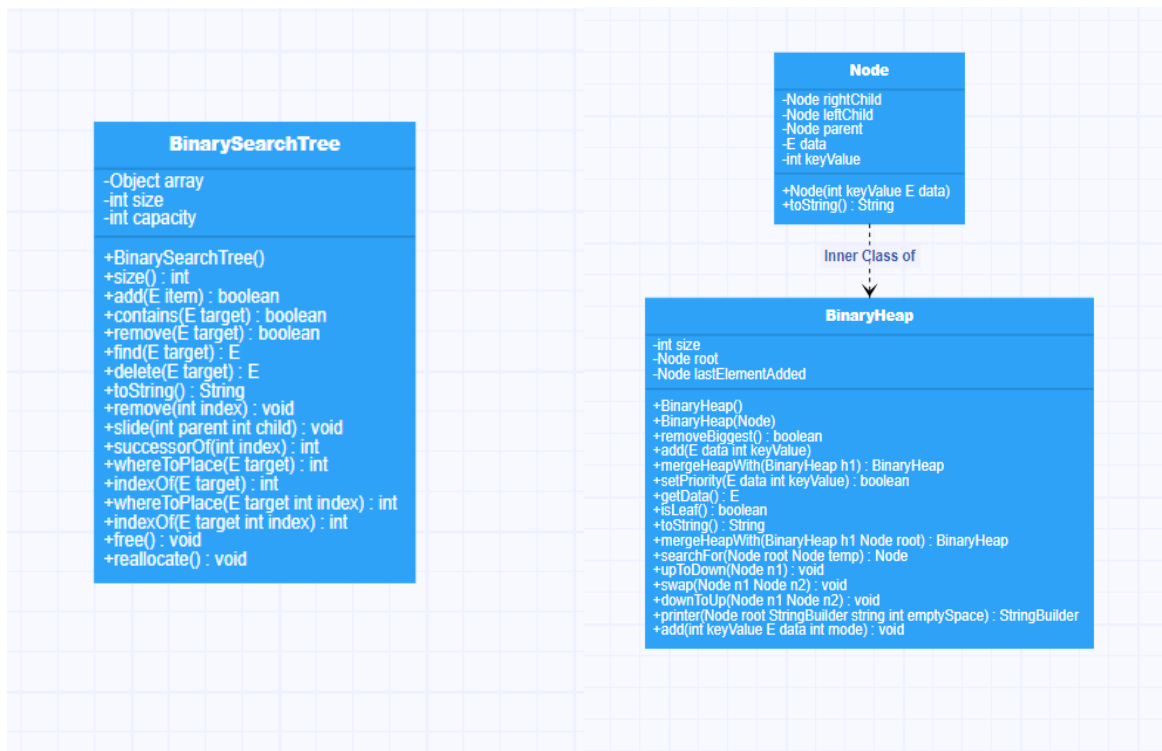 BinarySearchTree
-Object array
-int size
-int capacity
+BinarySearchTree()
+size() : int
+add(E item) : boolean
+contains(E target) : boolean
+remove(E target) : boolean
+find(E target) : E
+delete(E target) : E
+toString() : String
+remove(int index) : void
+slide(int parent int child) : void
+successorOf(int index) : int
+whereToPlace(E target) : int
+indexOf(E target) : int
+whereToPlace(E target int index) : int
+indexOf(E target int index) : int
+free() : void
+reallocate() : void
Node
-Node rightChild
-Node leftChild
-Node parent
-E data
-int keyValue
+Node(int keyValue E data)
+toString() : String
Inner Class of
BinaryHeap
-int size
-Node root
-Node lastElementAdded
+BinaryHeap()
+BinaryHeap(Node)
+removeBiggest() : boolean
+add(E data int keyValue)
+mergeHeapWith(BinaryHeap h1) : BinaryHeap
+setPriority(E data int keyValue) : boolean
+getData() : E
+isLeaf() : boolean
+toString() : String
+mergeHeapWith(BinaryHeap h1 Node root) : BinaryHeap
+searchFor(Node root Node temp) : Node
+upToDown(Node n1) : void
+swap(Node n1 Node n2) : void
+downToUp(Node n1 Node n2) : void
+printer(Node root StringBuilder string int emptySpace) : StringBuilder
+add(int keyValue E data int mode) : void